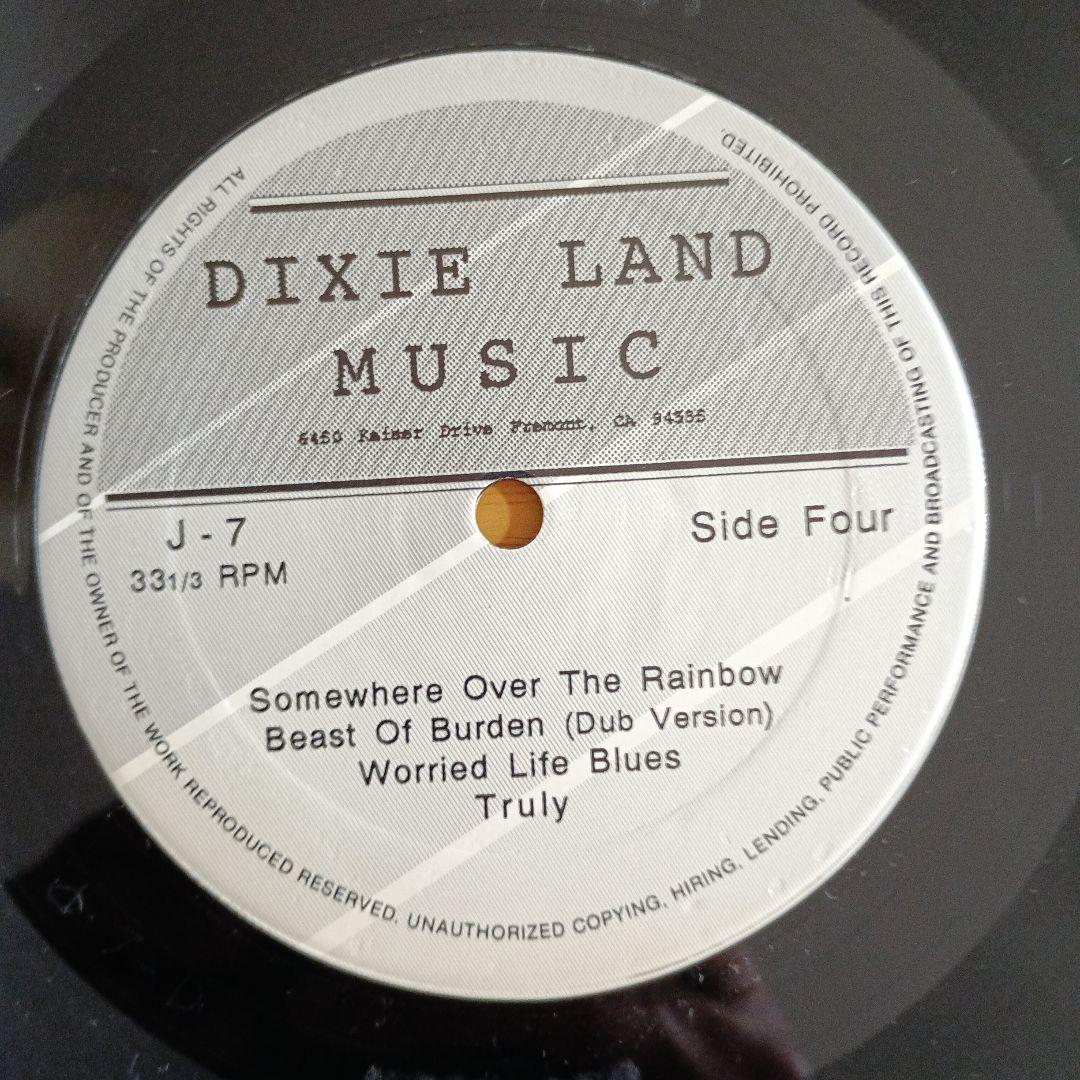 DIXIE LAND
MUSIC
6450 Kaiser Drive Fremont, CA 94335
J-7
33 1/3 RPM
Side Four
Somewhere Over The Rainbow
Beast Of Burden (Dub Version)
Worried Life Blues
Truly
ALL RIGHTS OF THE PRODUCER AND OF THE OWNER OF THE WORK REPRODUCED RESERVED. UNAUTHORIZED COPYING, HIRING, LENDING, PUBLIC PERFORMANCE AND BROADCASTING OF THIS RECORD PROHIBITED.